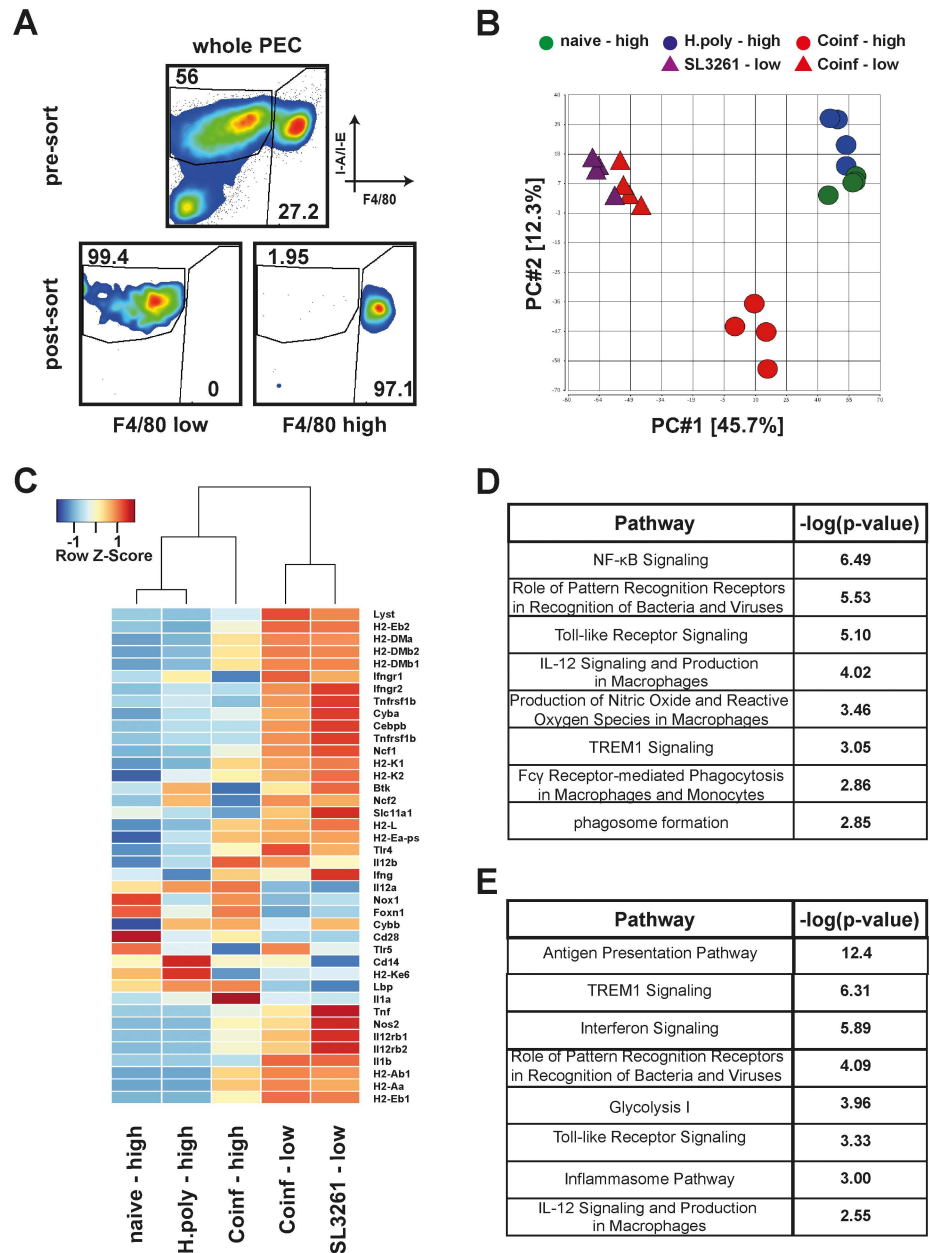 A
whole PEC
pre-sort
56
27.2
I-A/I-E
F4/80
post-sort
99.4
0
1.95
97.1
F4/80 low
F4/80 high
B
naive - high
H.poly - high
Coinf - high
SL3261 - low
Coinf - low
PC#2 [12.3%]
PC#1 [45.7%]
C
-1
1
Row Z-Score
Lyst
H2-Eb2
H2-DMa
H2-DMb2
H2-DMb1
Ifngr1
Ifngr2
Tnfrsf1b
Cyba
Cebpb
Tnfrsf1b
Ncf1
H2-K1
H2-K2
Btk
Ncf2
Slc11a1
H2-L
H2-Ea-ps
Tlr4
Il12b
Ifng
Il12a
Nox1
Foxn1
Cybb
Cd28
Tlr5
Cd14
H2-Ke6
Lbp
Il1a
Tnf
Nos2
Il12rb1
Il12rb2
Il1b
H2-Ab1
H2-Aa
H2-Eb1
naive - high
H.poly - high
Coinf - high
Coinf - low
SL3261 - low
D
Pathway
-log(p-value)
NF-κB Signaling
6.49
Role of Pattern Recognition Receptors
in Recognition of Bacteria and Viruses
5.53
Toll-like Receptor Signaling
5.10
IL-12 Signaling and Production
in Macrophages
4.02
Production of Nitric Oxide and Reactive
Oxygen Species in Macrophages
3.46
TREM1 Signaling
3.05
Fcγ Receptor-mediated Phagocytosis
in Macrophages and Monocytes
2.86
phagosome formation
2.85
E
Pathway
-log(p-value)
Antigen Presentation Pathway
12.4
TREM1 Signaling
6.31
Interferon Signaling
5.89
Role of Pattern Recognition Receptors
in Recognition of Bacteria and Viruses
4.09
Glycolysis I
3.96
Toll-like Receptor Signaling
3.33
Inflammasome Pathway
3.00
IL-12 Signaling and Production
in Macrophages
2.55